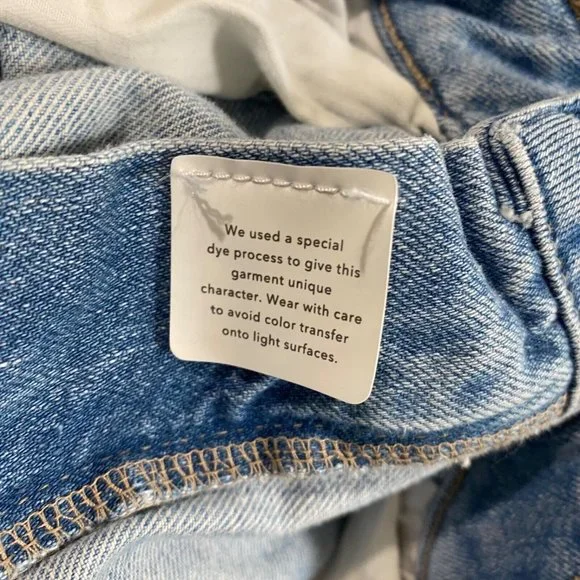 We used a special
dye process to give this
garment unique
character. Wear with care
to avoid color transfer
onto light surfaces.